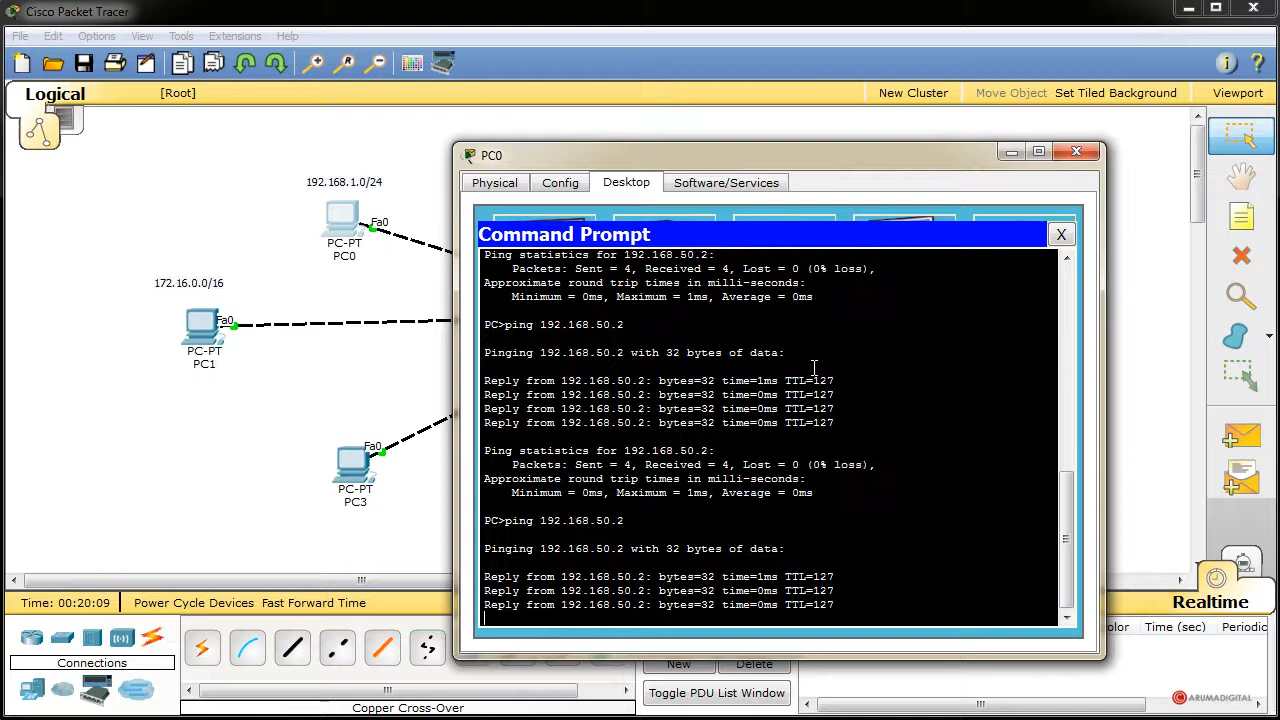 Cisco Packet Tracer
File Edit Options View Tools Extensions Help
Logical
[Root]
New Cluster
Move Object
Set Tiled Background
Viewport
192.168.1.0/24
Fa0
PC-PT
PC0
172.16.0.0/16
Fa0
PC-PT
PC1
Fa0
PC-PT
PC3
PC0
Physical
Config
Desktop
Software/Services
Command Prompt
X
Ping statistics for 192.168.50.2:
Packets: Sent = 4, Received = 4, Lost = 0 (0% loss),
Approximate round trip times in milli-seconds:
Minimum = 0ms, Maximum = 1ms, Average = 0ms
PC>ping 192.168.50.2
Pinging 192.168.50.2 with 32 bytes of data:
Reply from 192.168.50.2: bytes=32 time=1ms TTL=127
Reply from 192.168.50.2: bytes=32 time=0ms TTL=127
Reply from 192.168.50.2: bytes=32 time=0ms TTL=127
Reply from 192.168.50.2: bytes=32 time=0ms TTL=127
Ping statistics for 192.168.50.2:
Packets: Sent = 4, Received = 4, Lost = 0 (0% loss),
Approximate round trip times in milli-seconds:
Minimum = 0ms, Maximum = 1ms, Average = 0ms
PC>ping 192.168.50.2
Pinging 192.168.50.2 with 32 bytes of data:
Reply from 192.168.50.2: bytes=32 time=1ms TTL=127
Reply from 192.168.50.2: bytes=32 time=0ms TTL=127
Reply from 192.168.50.2: bytes=32 time=0ms TTL=127
Time: 00:20:09
Power Cycle Devices Fast Forward Time
Realtime
Connections
Copper Cross-Over
New
Delete
Toggle PDU List Window
olor
Time (sec)
Periodic
ARUMADIGITAL